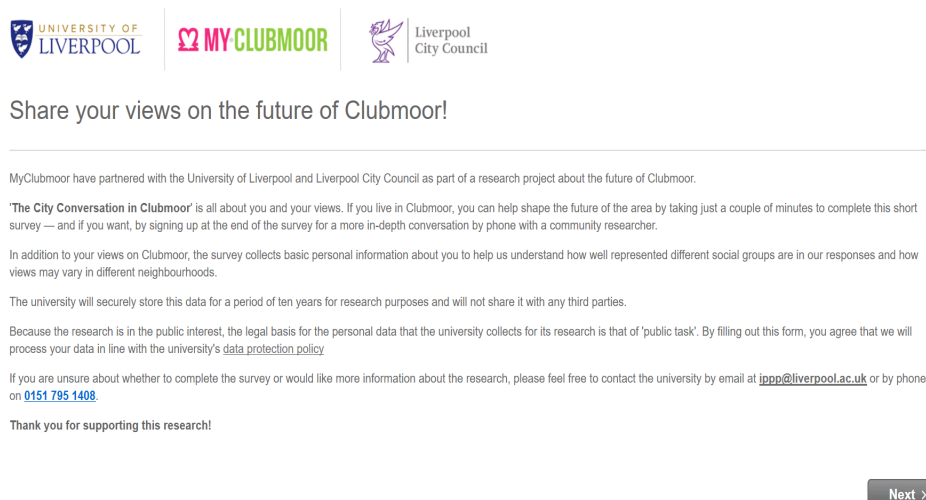 UNIVERSITY OF
LIVERPOOL
MY CLUBMOOR
Liverpool
City Council
Share your views on the future of Clubmoor!
MyClubmoor have partnered with the University of Liverpool and Liverpool City Council as part of a research project about the future of Clubmoor.
'The City Conversation in Clubmoor' is all about you and your views. If you live in Clubmoor, you can help shape the future of the area by taking just a couple of minutes to complete this short
survey — and if you want, by signing up at the end of the survey for a more in-depth conversation by phone with a community researcher.
In addition to your views on Clubmoor, the survey collects basic personal information about you to help us understand how well represented different social groups are in our responses and how
views may vary in different neighbourhoods.
The university will securely store this data for a period of ten years for research purposes and will not share it with any third parties.
Because the research is in the public interest, the legal basis for the personal data that the university collects for its research is that of 'public task'. By filling out this form, you agree that we will
process your data in line with the university's data protection policy
If you are unsure about whether to complete the survey or would like more information about the research, please feel free to contact the university by email at ippp@liverpool.ac.uk or by phone
on 0151 795 1408.
Thank you for supporting this research!
Next >